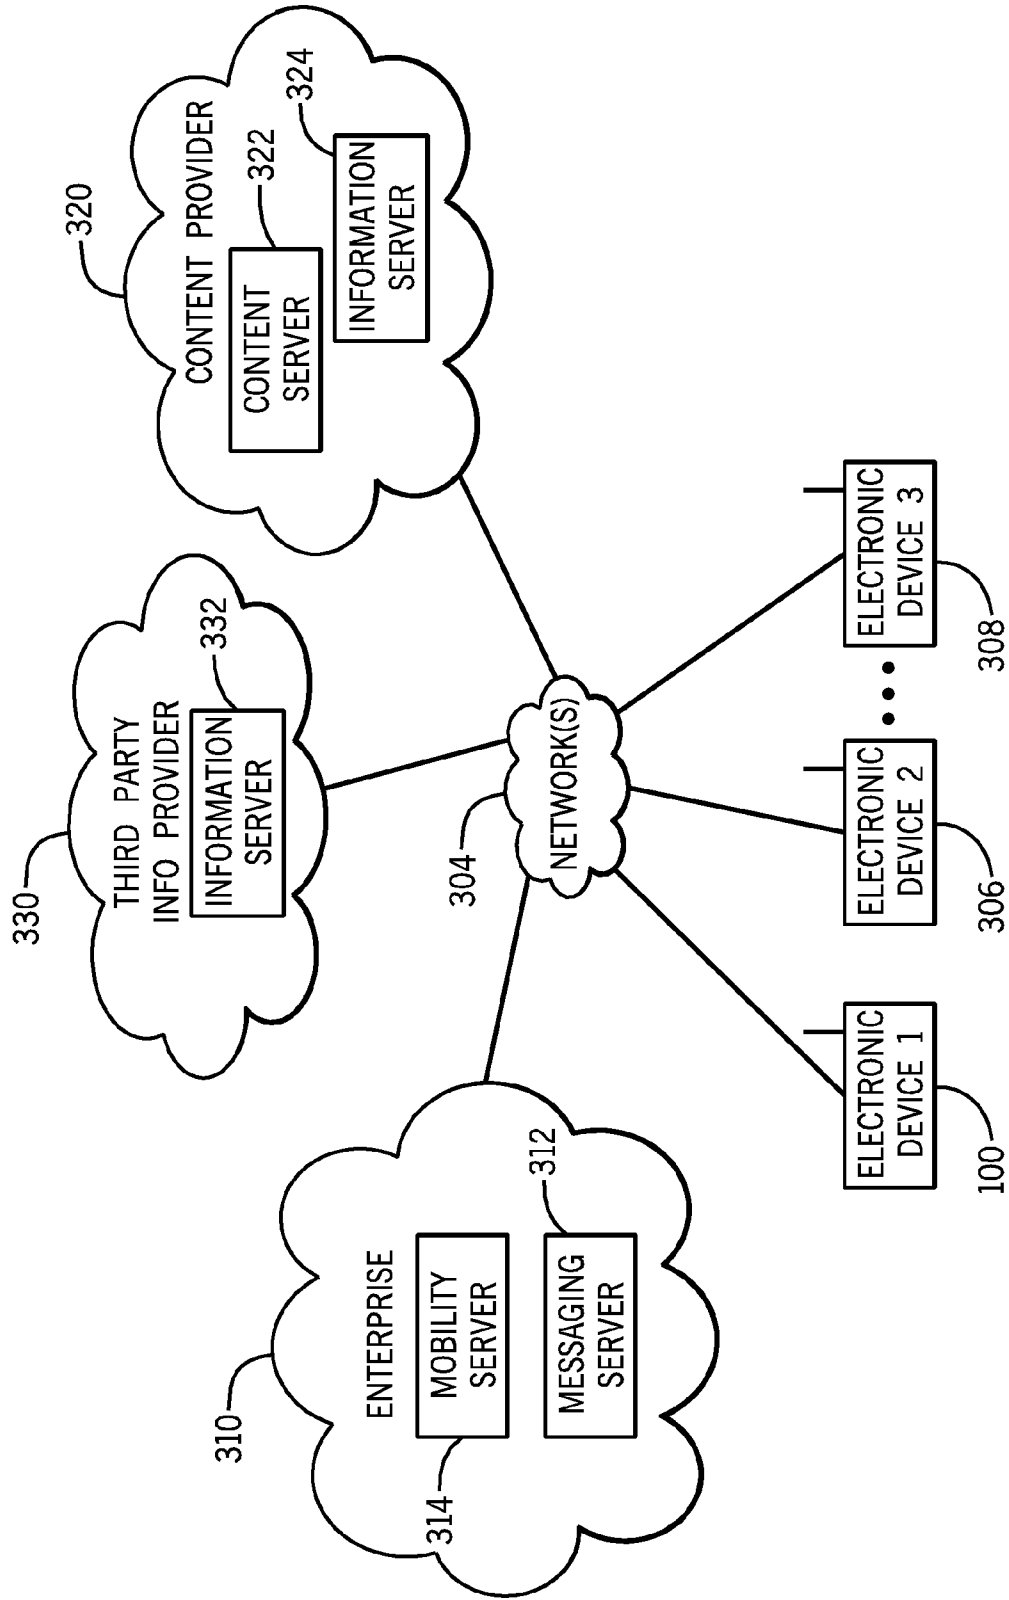 320
CONTENT PROVIDER
322
324
CONTENT
SERVER
INFORMATION
SERVER
330
THIRD PARTY
INFO PROVIDER
332
INFORMATION
SERVER
310
ENTERPRISE
314
MOBILITY
SERVER
312
MESSAGING
SERVER
304
NETWORK(S)
ELECTRONIC
DEVICE 1
100
ELECTRONIC
DEVICE 2
306
ELECTRONIC
DEVICE 3
308